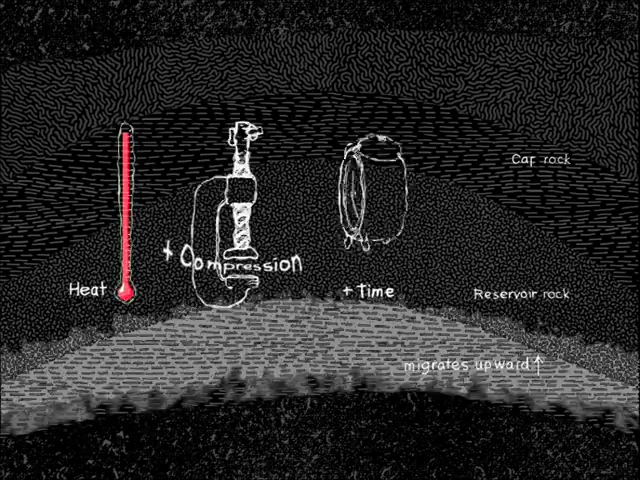 Cap rock
+ Compression
Heat
+ Time
Reservoir rock
migrates upward ↑